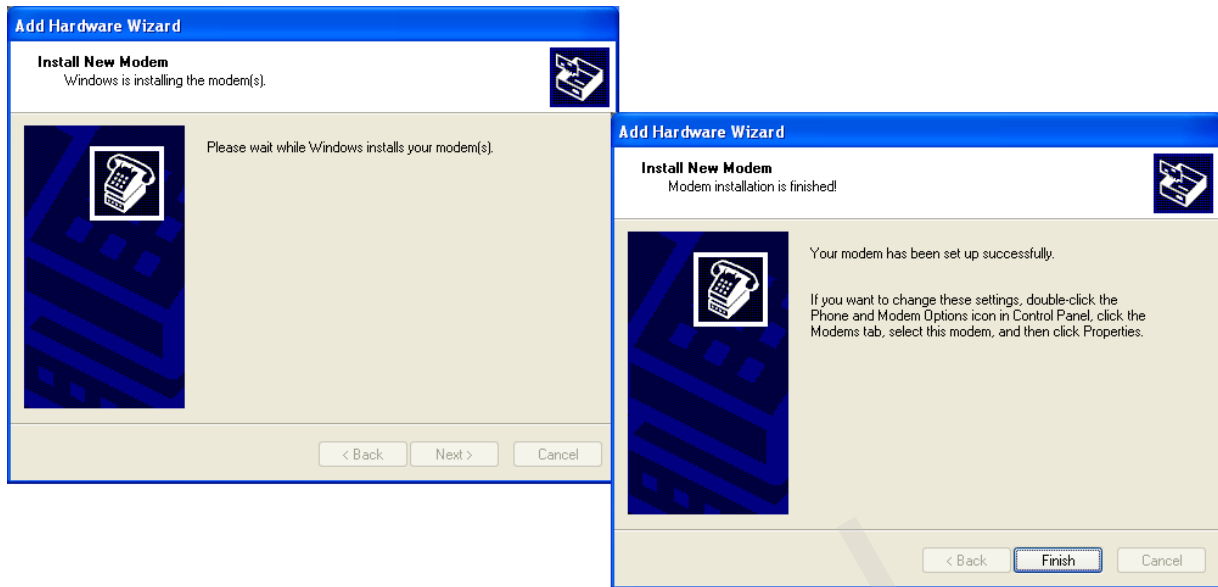 Add Hardware Wizard
Install New Modem
Windows is installing the modem(s).
Please wait while Windows installs your modem(s).
< Back Next > Cancel
Add Hardware Wizard
Install New Modem
Modem installation is finished!
Your modem has been set up successfully.
If you want to change these settings, double-click the
Phone and Modem Options icon in Control Panel, click the
Modems tab, select this modem, and then click Properties.
< Back Finish Cancel